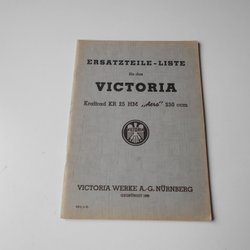 ERSATZTEILE-LISTE
für das
VICTORIA
Kraftrad KR 25 HM „Aero" 250 ccm
VICTORIA WERKE A.-G. NÜRNBERG